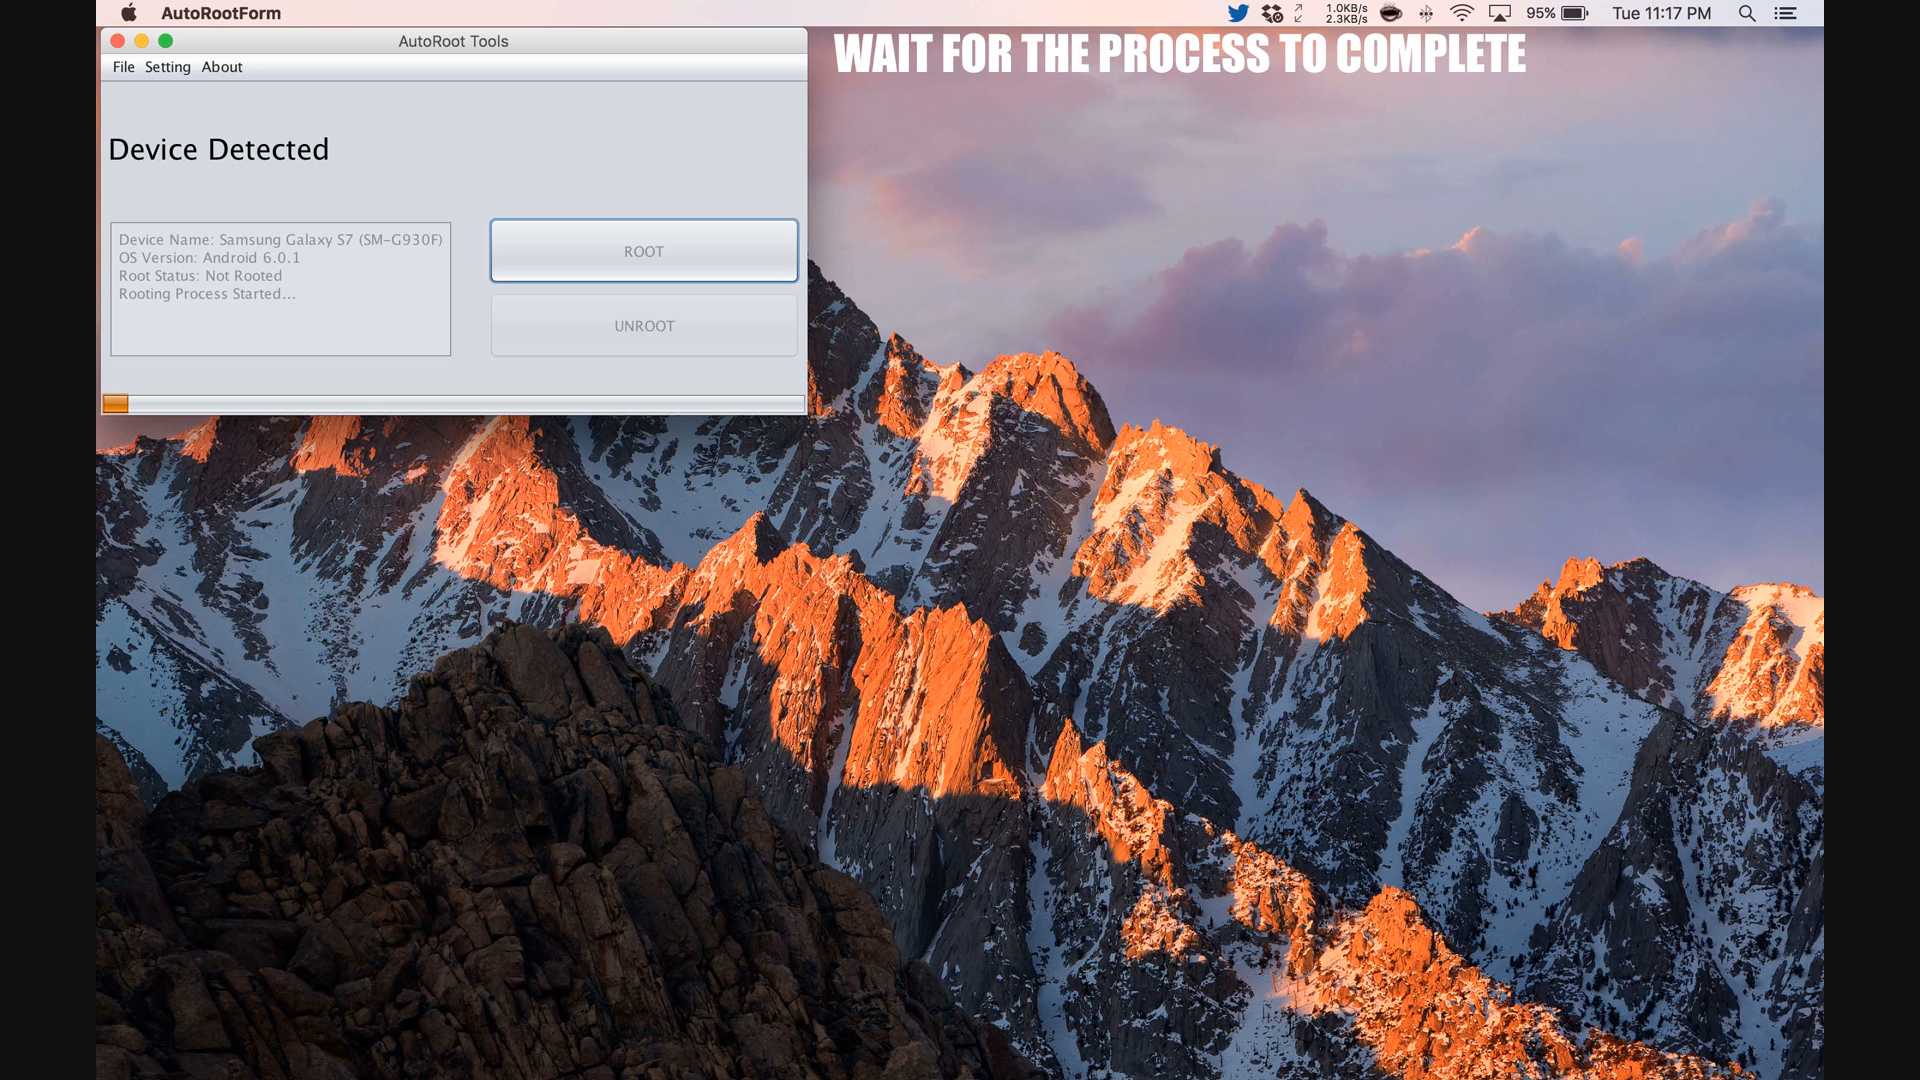 AutoRootForm
1.0KB/s
2.3KB/s
95%
Tue 11:17 PM
AutoRoot Tools
WAIT FOR THE PROCESS TO COMPLETE
File Setting About
Device Detected
Device Name: Samsung Galaxy S7 (SM-G930F)
OS Version: Android 6.0.1
Root Status: Not Rooted
Rooting Process Started...
ROOT
UNROOT